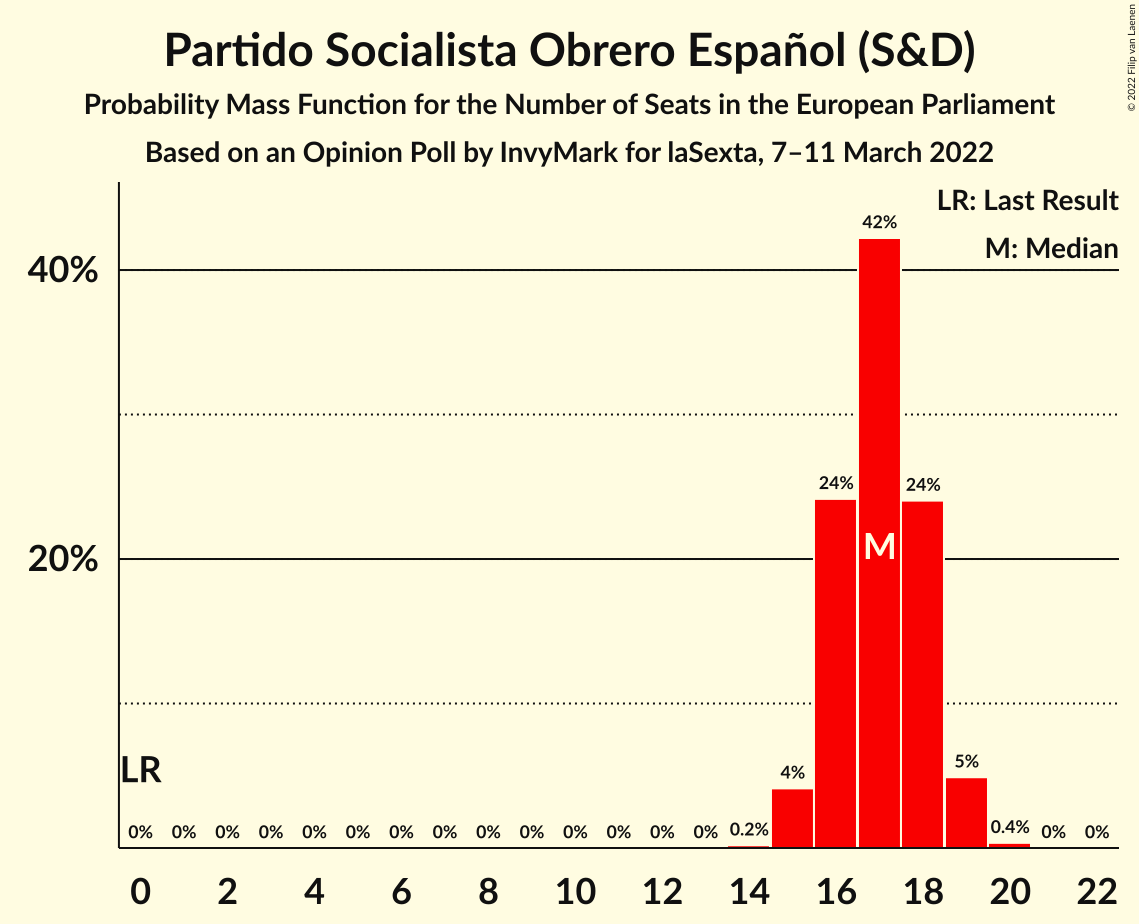 Partido Socialista Obrero Español (S&D)
Probability Mass Function for the Number of Seats in the European Parliament
Based on an Opinion Poll by InvyMark for laSexta, 7–11 March 2022
© 2022 Filip van Laenen
LR: Last Result
M: Median
42%
40%
24%
24%
M
20%
LR
4%
5%
0% 0% 0% 0% 0% 0% 0% 0% 0% 0% 0% 0% 0% 0% 0.2% 0.4% 0% 0%
0 2 4 6 8 10 12 14 16 18 20 22